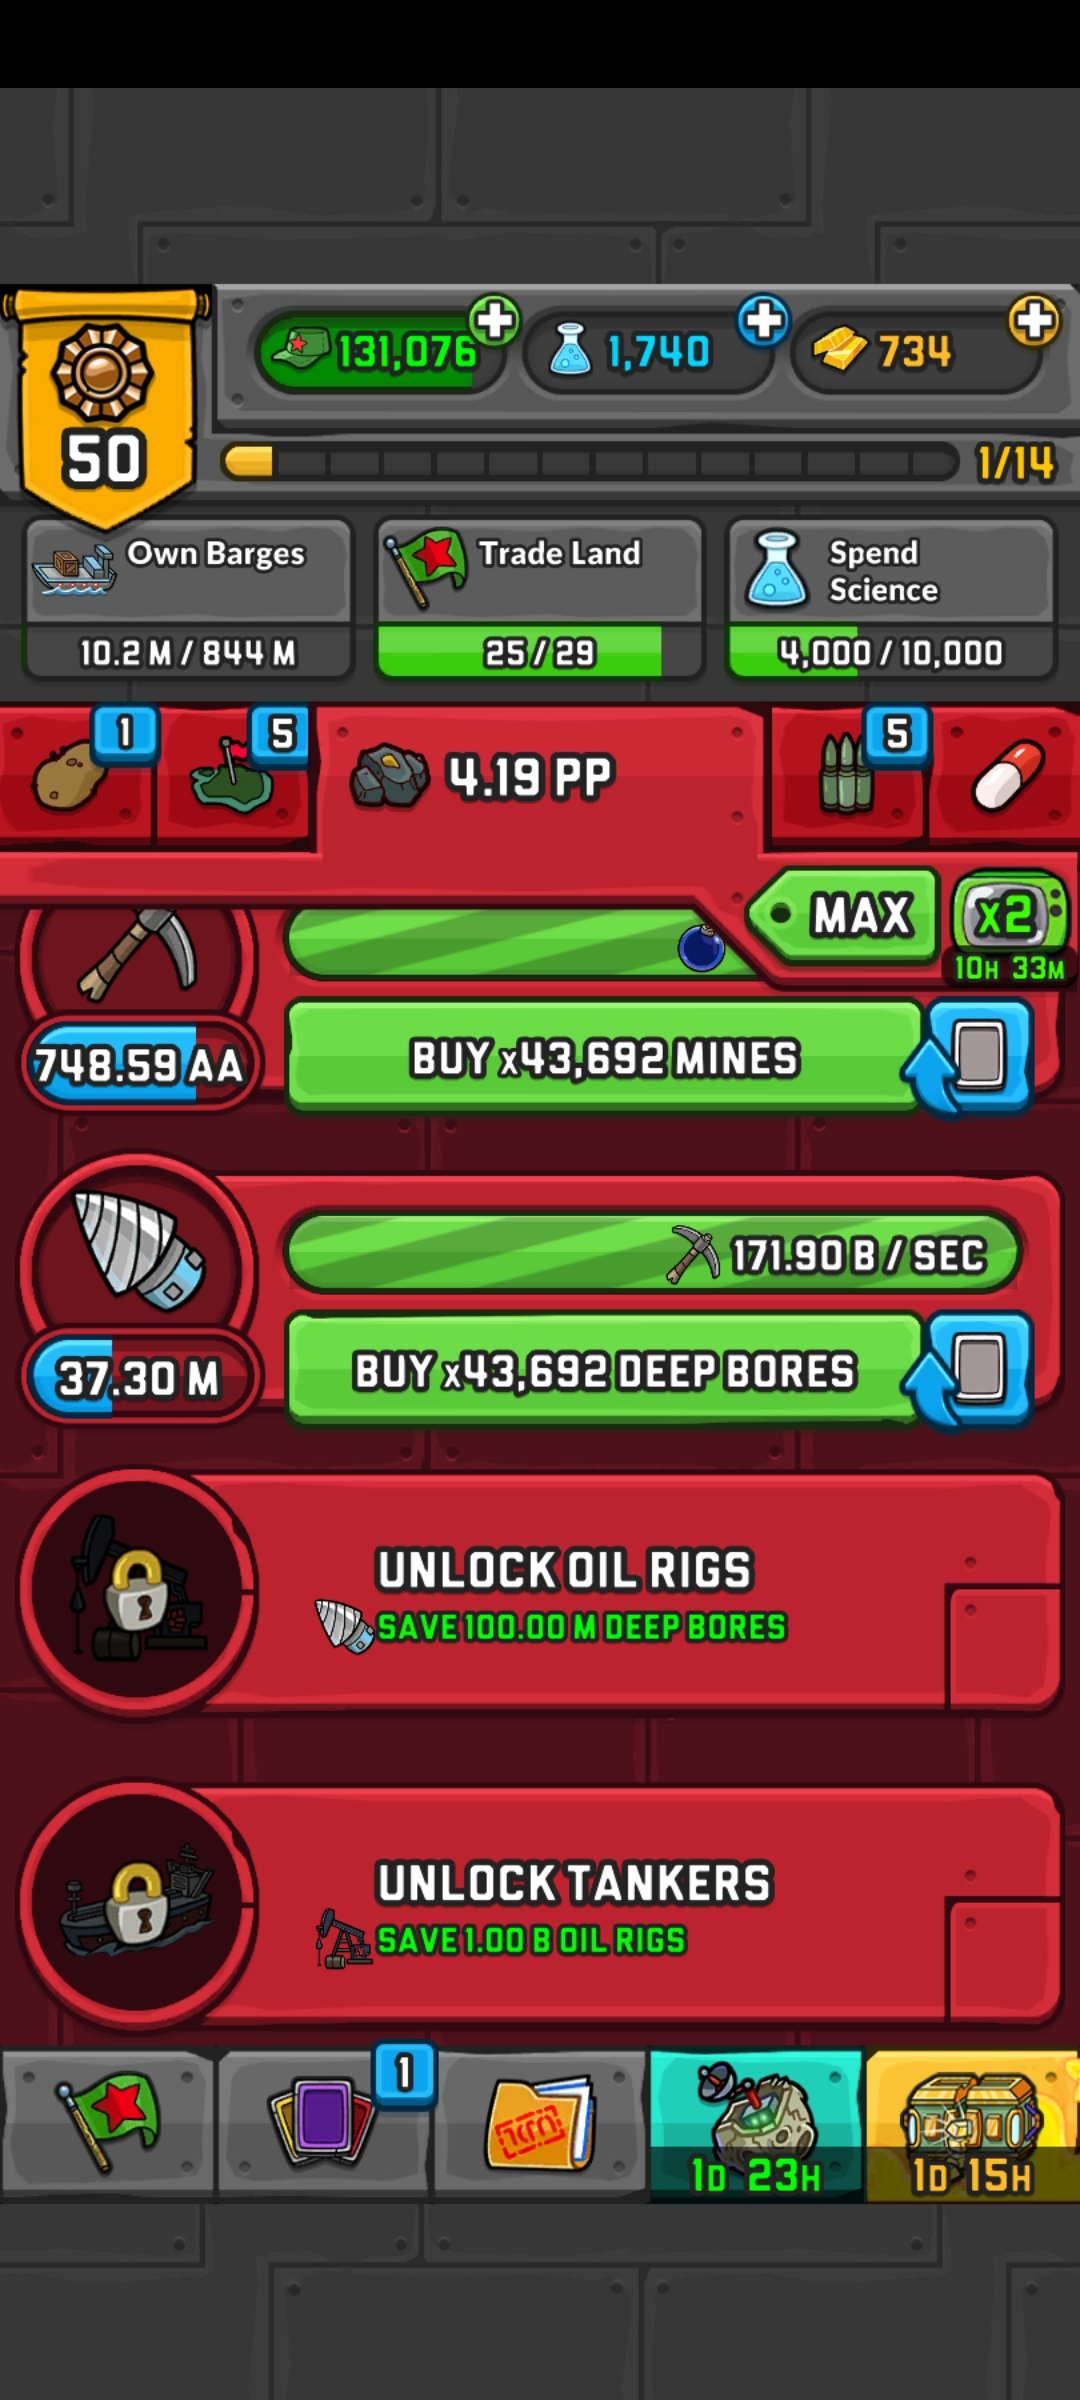 131,076
1,740
734
50
1/14
Own Barges
10.2 M / 844 M
Trade Land
25 / 29
Spend
Science
4,000 / 10,000
1
5
4.19 PP
5
MAX
x2
10H 33M
748.59 AA
BUY x43,692 MINES
171.90 B / SEC
37.30 M
BUY x43,692 DEEP BORES
UNLOCK OIL RIGS
SAVE 100.00 M DEEP BORES
UNLOCK TANKERS
SAVE 1.00 B OIL RIGS
1
1D 23H
1D 15H